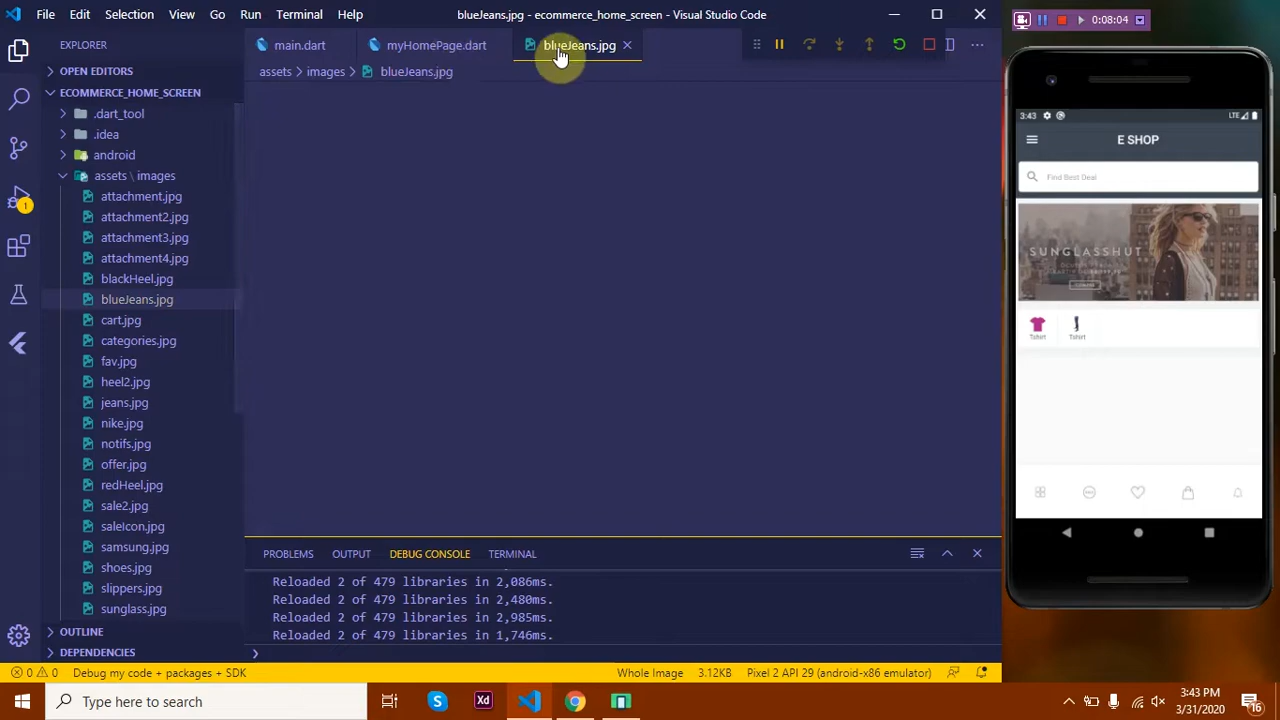 File Edit Selection View Go Run Terminal Help
blueJeans.jpg - ecommerce_home_screen - Visual Studio Code
00:08:04
EXPLORER
main.dart
myHomePage.dart
blueJeans.jpg
OPEN EDITORS
assets > images > blueJeans.jpg
ECOMMERCE_HOME_SCREEN
.dart_tool
.idea
android
assets \ images
attachment.jpg
attachment2.jpg
attachment3.jpg
attachment4.jpg
blackHeel.jpg
blueJeans.jpg
cart.jpg
categories.jpg
fav.jpg
heel2.jpg
jeans.jpg
nike.jpg
notifs.jpg
offer.jpg
redHeel.jpg
sale2.jpg
saleIcon.jpg
samsung.jpg
shoes.jpg
slippers.jpg
sunglass.jpg
OUTLINE
DEPENDENCIES
1
PROBLEMS OUTPUT DEBUG CONSOLE TERMINAL
Reloaded 2 of 479 libraries in 2,086ms.
Reloaded 2 of 479 libraries in 2,480ms.
Reloaded 2 of 479 libraries in 2,985ms.
Reloaded 2 of 479 libraries in 1,746ms.
3:43
LTE
E SHOP
Find Best Deal
SUNGLASSHUT
Tshirt
Tshirt
0 0 Debug my code + packages + SDK
Whole Image 3.12KB Pixel 2 API 29 (android-x86 emulator)
Type here to search
3:43 PM
3/31/2020
16